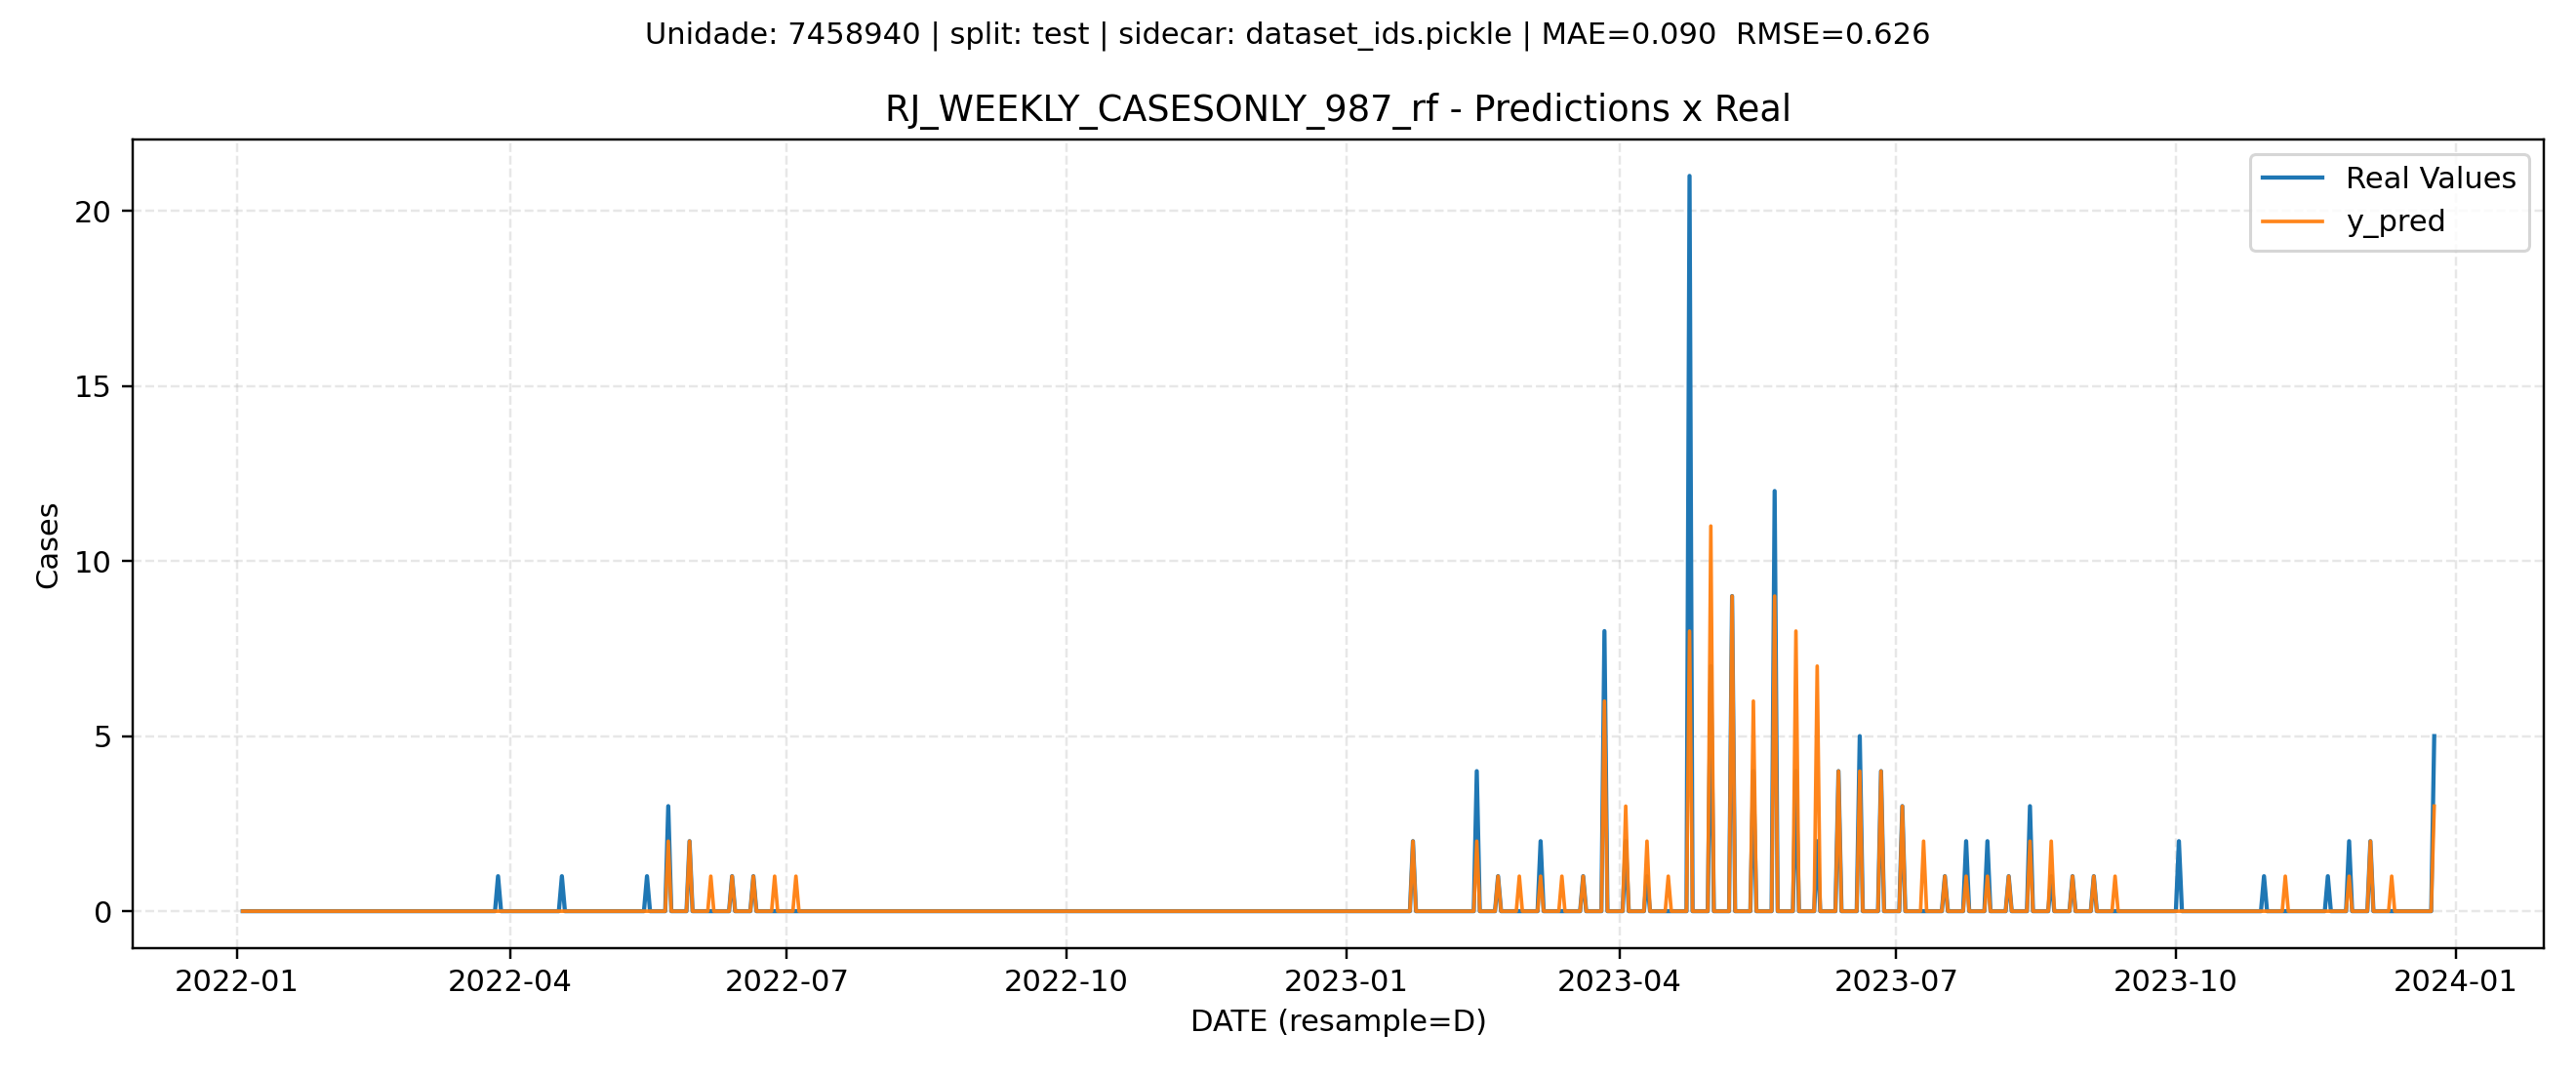 Unidade: 7458940 | split: test | sidecar: dataset_ids.pickle | MAE=0.090  RMSE=0.626
RJ_WEEKLY_CASESONLY_987_rf - Predictions x Real
Real Values
y_pred
Cases
20
15
10
5
0
2022-01 2022-04 2022-07 2022-10 2023-01 2023-04 2023-07 2023-10 2024-01
DATE (resample=D)